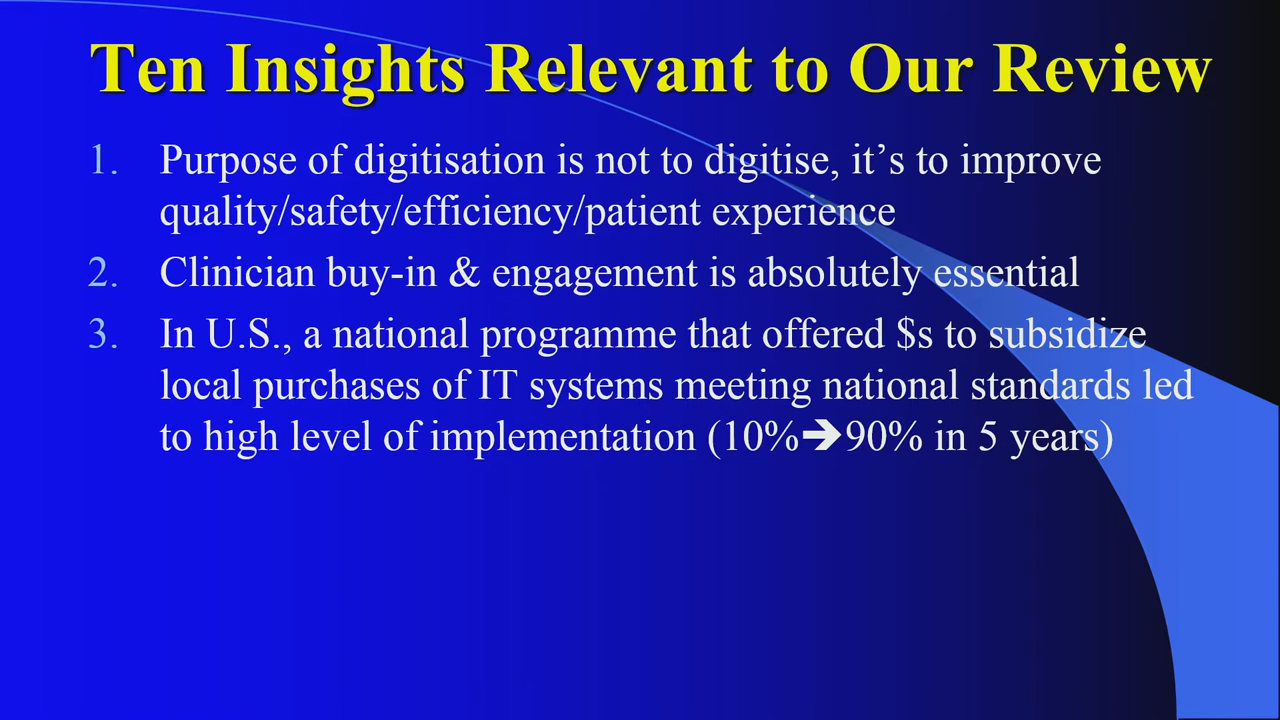 Ten Insights Relevant to Our Review
1. Purpose of digitisation is not to digitise, it’s to improve
quality/safety/efficiency/patient experience
2. Clinician buy-in & engagement is absolutely essential
3. In U.S., a national programme that offered $s to subsidize
local purchases of IT systems meeting national standards led
to high level of implementation (10%➔90% in 5 years)